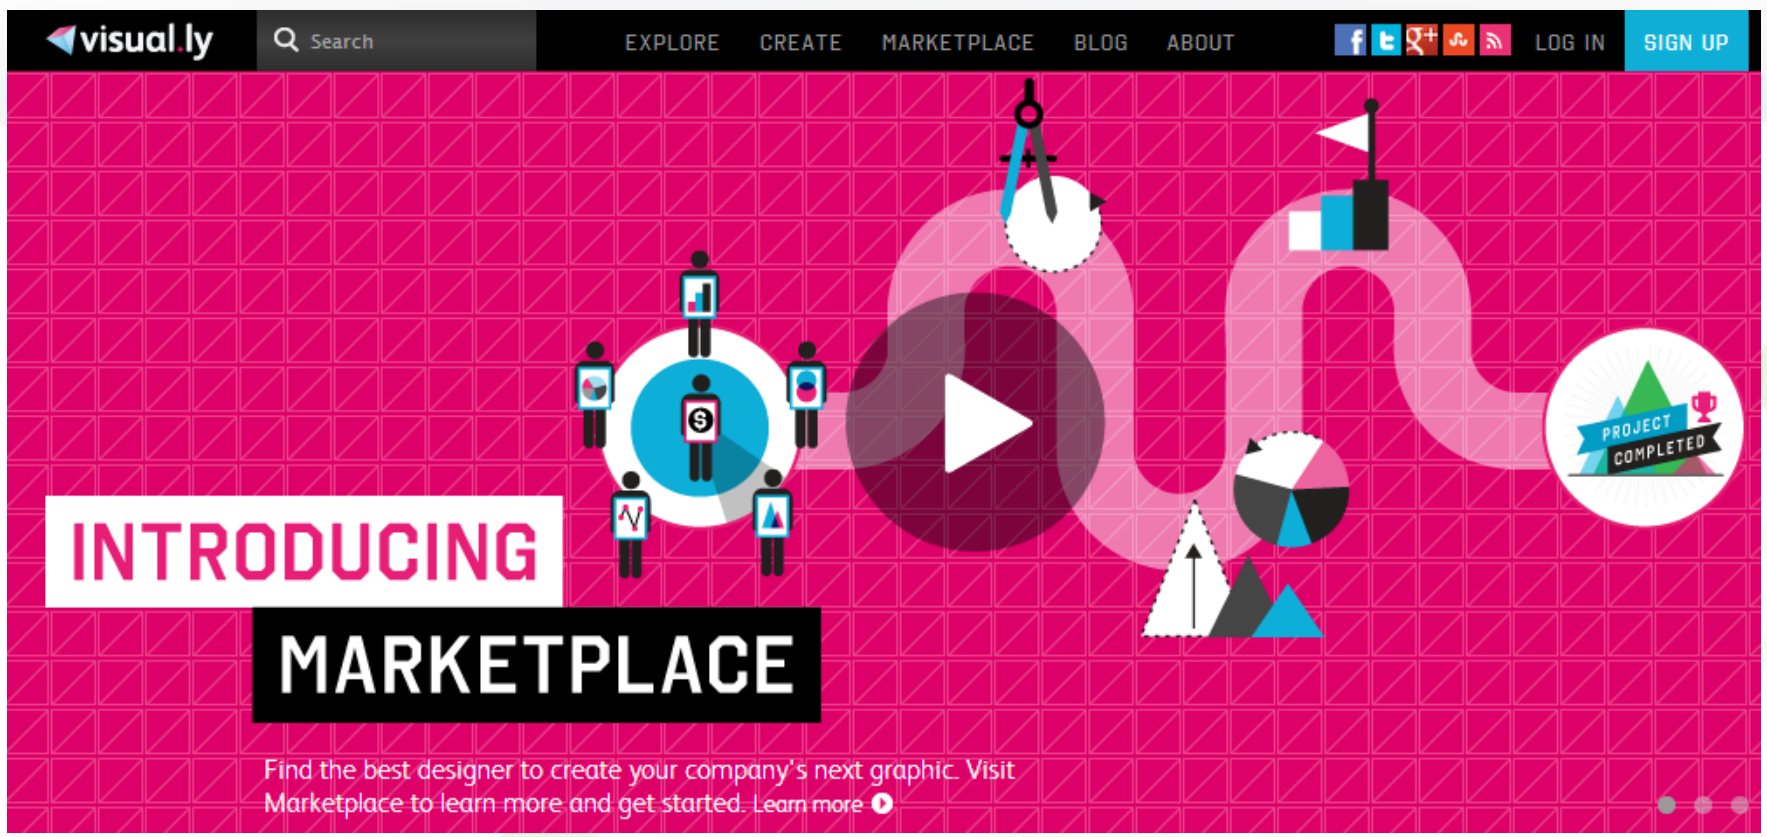 visual.ly
Search
EXPLORE
CREATE
MARKETPLACE
BLOG
ABOUT
f
t
g+
LOG IN
SIGN UP
$
PROJECT
COMPLETED
INTRODUCING
MARKETPLACE
Find the best designer to create your company's next graphic. Visit
Marketplace to learn more and get started. Learn more